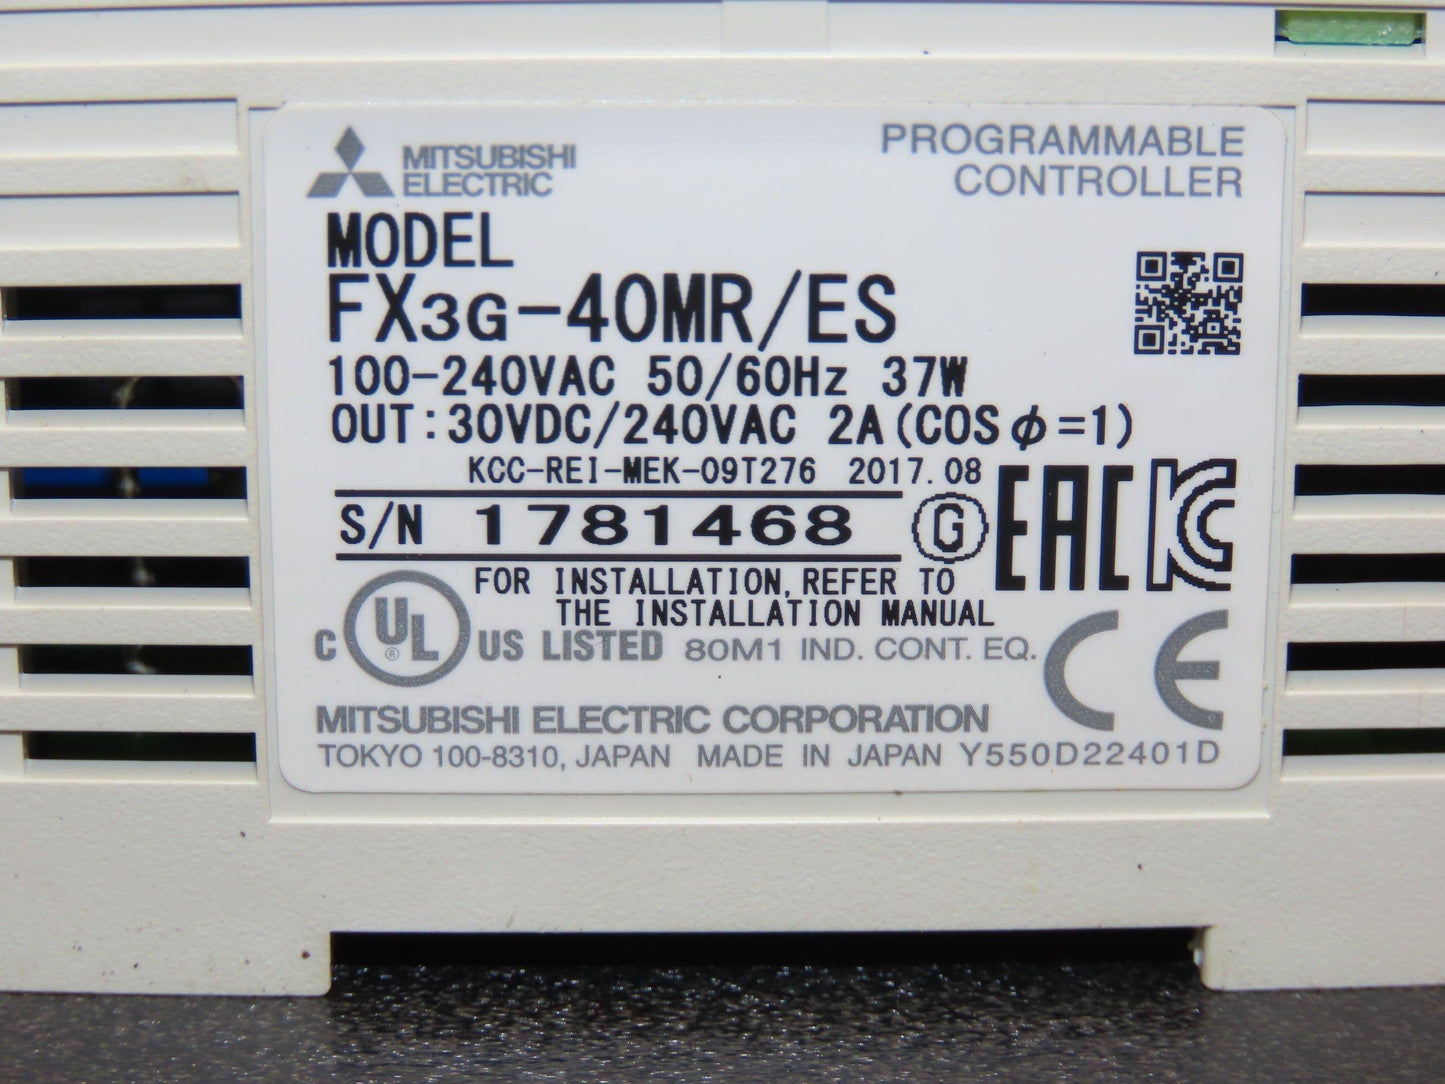 MITSUBISHI
ELECTRIC
PROGRAMMABLE
CONTROLLER
MODEL
FX3G-40MR/ES
100-240VAC 50/60Hz 37W
OUT:30VDC/240VAC 2A(COSφ=1)
KCC-REI-MEK-09T276 2017.08
S/N 1781468
G EAC KC
FOR INSTALLATION, REFER TO
THE INSTALLATION MANUAL
C UL ® US LISTED 80M1 IND. CONT. EQ.
CE
MITSUBISHI ELECTRIC CORPORATION
TOKYO 100-8310, JAPAN MADE IN JAPAN Y550D22401D